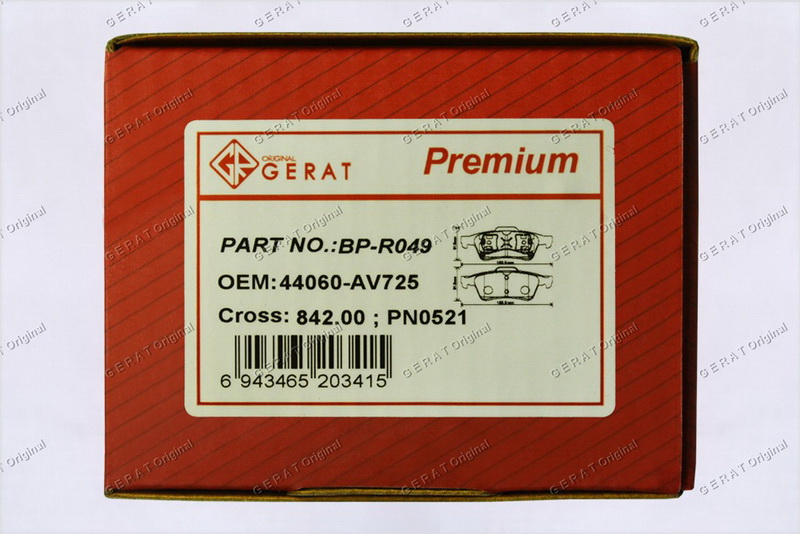 ORIGINAL
GERAT
Premium
PART NO.:BP-R049
OEM:44060-AV725
Cross: 842.00 ; PN0521
6 943465 203415
GERAT Original